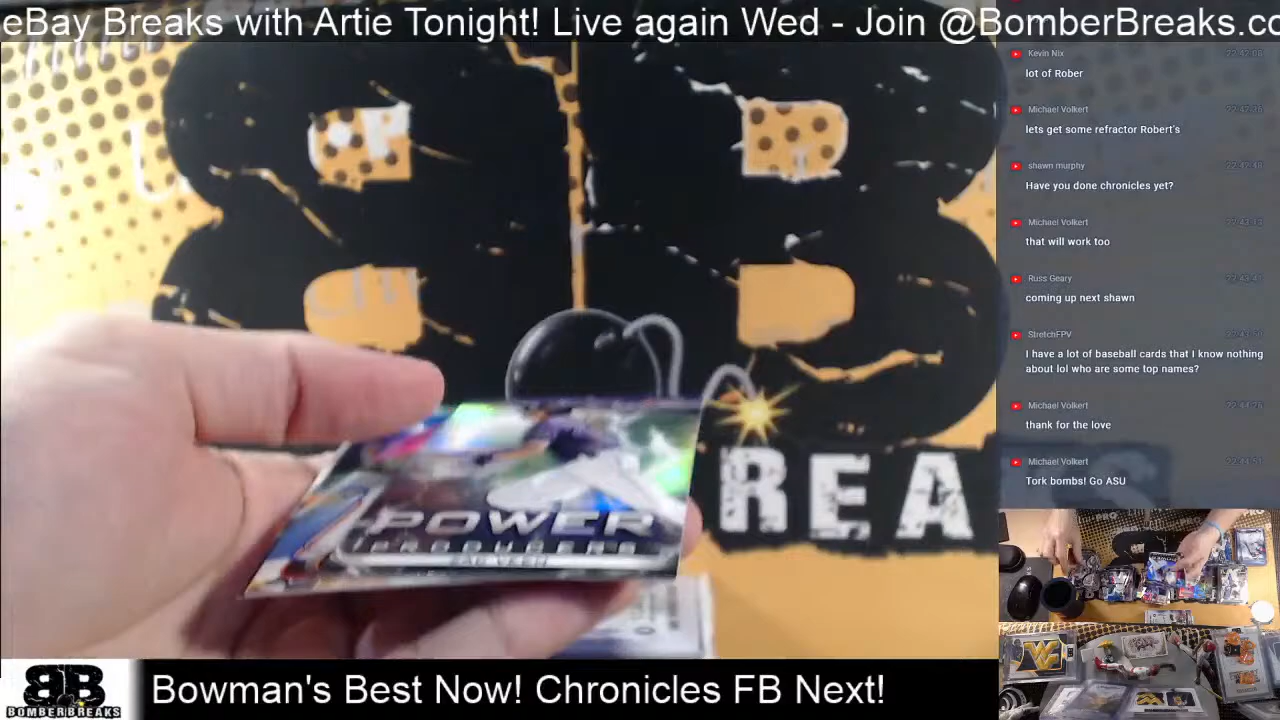 eBay Breaks with Artie Tonight! Live again Wed - Join @BomberBreaks.co
Kevin Nix
lot of Rober
Michael Volkert
lets get some refractor Robert's
shawn murphy
Have you done chronicles yet?
Michael Volkert
that will work too
Russ Geary
coming up next shawn
StretchFPV
I have a lot of baseball cards that I know nothing
about lol who are some top names?
Michael Volkert
thank for the love
Michael Volkert
Tork bombs! Go ASU
REA
POWER
PRODUCERS
BB
BOMBERBREAKS
Bowman's Best Now! Chronicles FB Next!